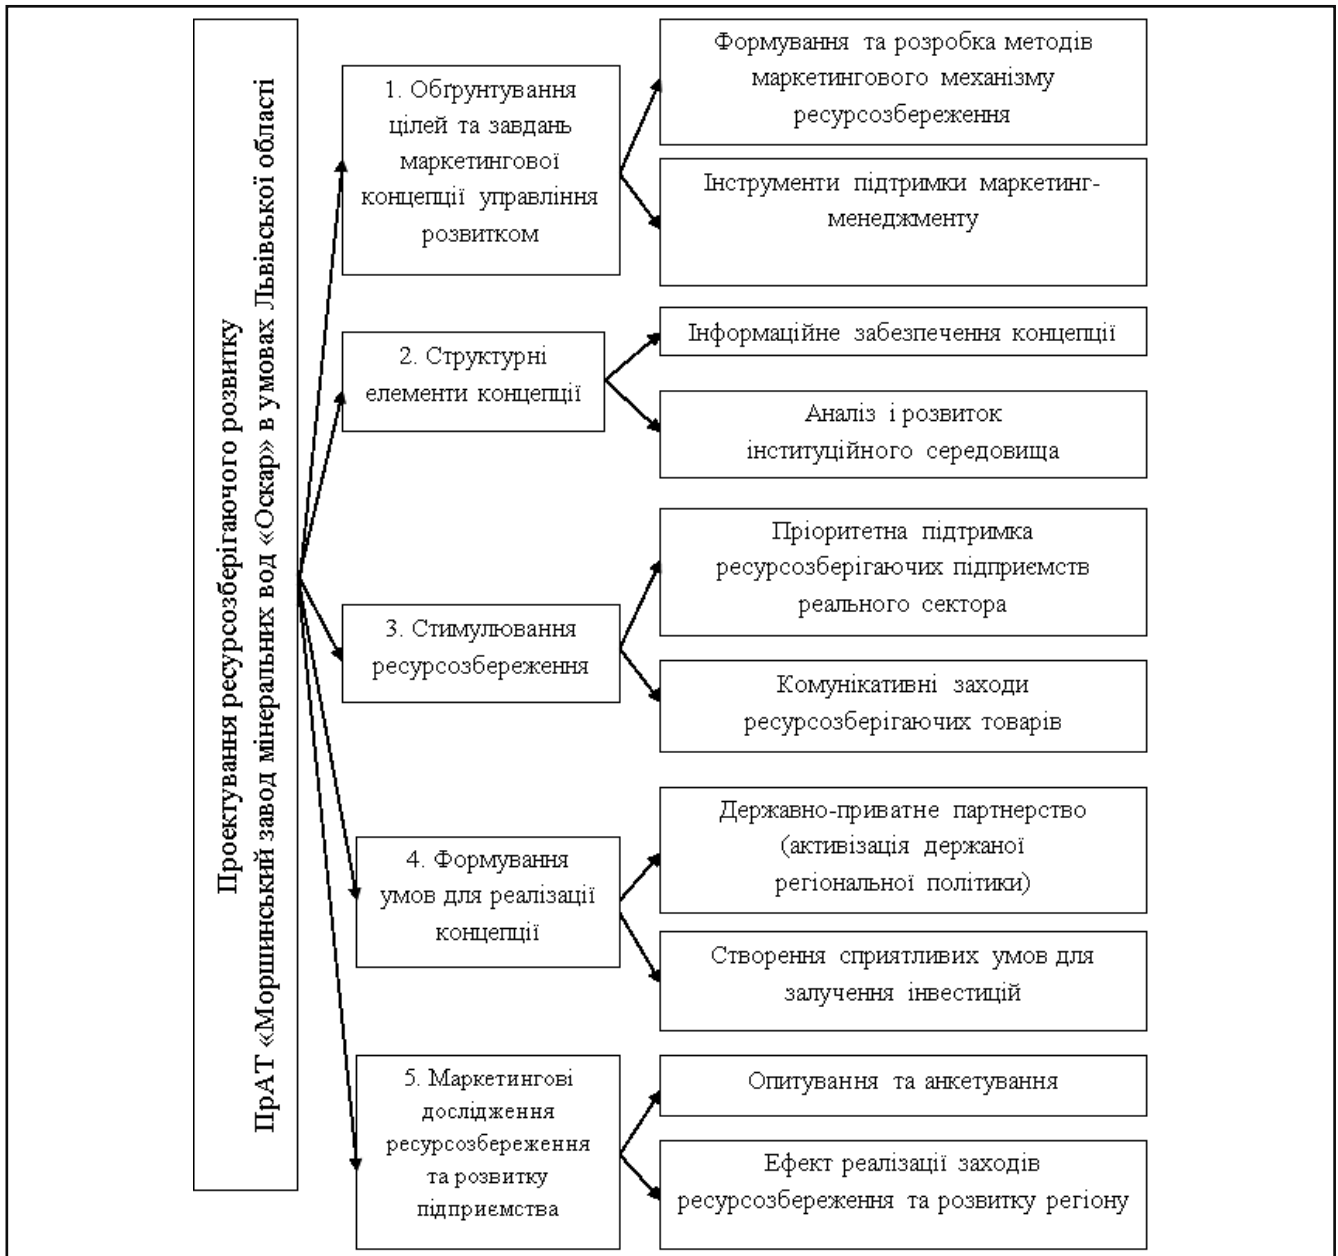 Проектування ресурсозберігаючого розвитку
ПрАТ «Моршинський завод мінеральних вод «Оскар» в умовах Львівської області
1. Обґрунтування
цілей та завдань
маркетингової
концепції управління
розвитком
Формування та розробка методів
маркетингового механізму
ресурсозбереження
Інструменти підтримки маркетинг-
менеджменту
2. Структурні
елементи концепції
Інформаційне забезпечення концепції
Аналіз і розвиток
інституційного середовища
3. Стимулювання
ресурсозбереження
Пріоритетна підтримка
ресурсозберігаючих підприємств
реального сектора
Комунікативні заходи
ресурсозберігаючих товарів
4. Формування
умов для реалізації
концепції
Державно-приватне партнерство
(активізація держаної
регіональної політики)
Створення сприятливих умов для
залучення інвестицій
5. Маркетингові
дослідження
ресурсозбереження
та розвитку
підприємства
Опитування та анкетування
Ефект реалізації заходів
ресурсозбереження та розвитку регіону